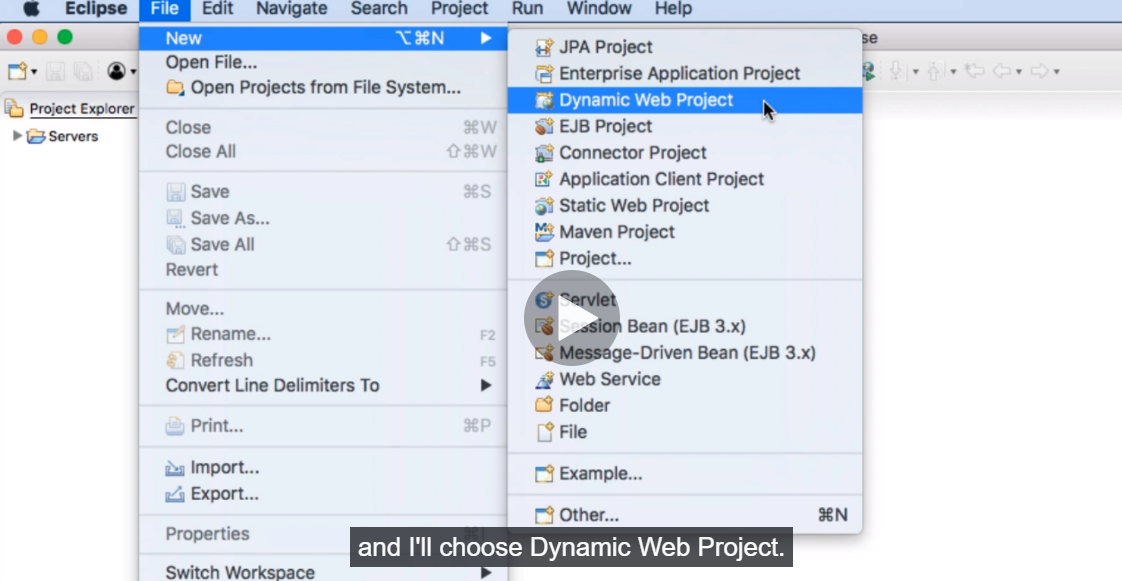 Eclipse File Edit Navigate Search Project Run Window Help
se
Project Explorer
Servers
New ⌥⌘N
Open File...
Open Projects from File System...
Close ⌘W
Close All ⇧⌘W
Save ⌘S
Save As...
Save All ⇧⌘S
Revert
Move...
Rename... F2
Refresh F5
Convert Line Delimiters To
Print... ⌘P
Import...
Export...
Properties
Switch Workspace
JPA Project
Enterprise Application Project
Dynamic Web Project
EJB Project
Connector Project
Application Client Project
Static Web Project
Maven Project
Project...
Servlet
Session Bean (EJB 3.x)
Message-Driven Bean (EJB 3.x)
Web Service
Folder
File
Example...
Other... ⌘N
and I'll choose Dynamic Web Project.